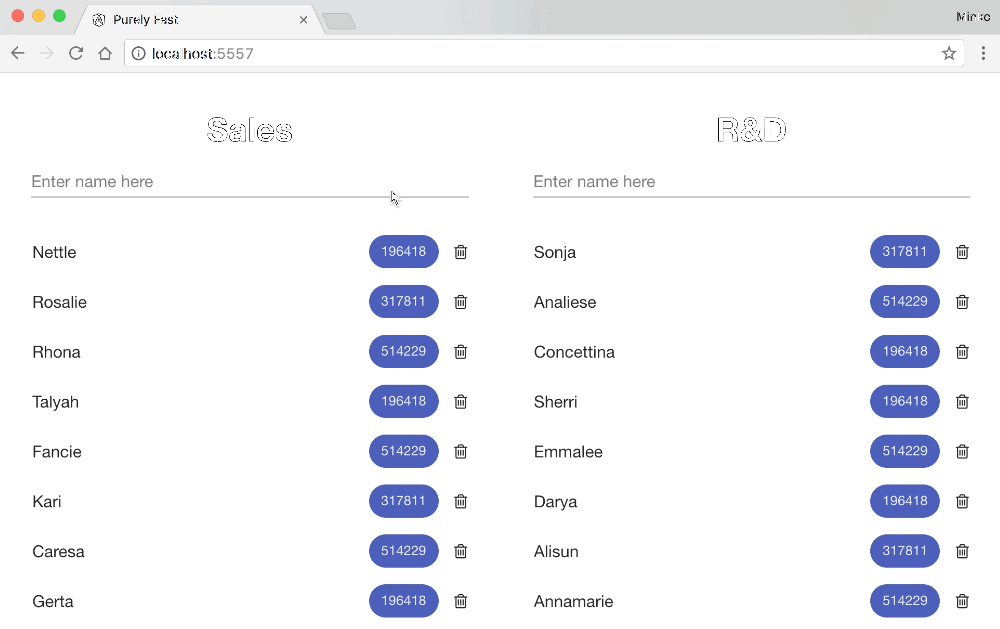 Purely Fast
Minko
localhost:5557
Sales
Enter name here
Nettle 196418
Rosalie 317811
Rhona 514229
Talyah 196418
Fancie 514229
Kari 317811
Caresa 514229
Gerta 196418
R&D
Enter name here
Sonja 317811
Analiese 514229
Concettina 196418
Sherri 196418
Emmalee 514229
Darya 196418
Alisun 317811
Annamarie 514229